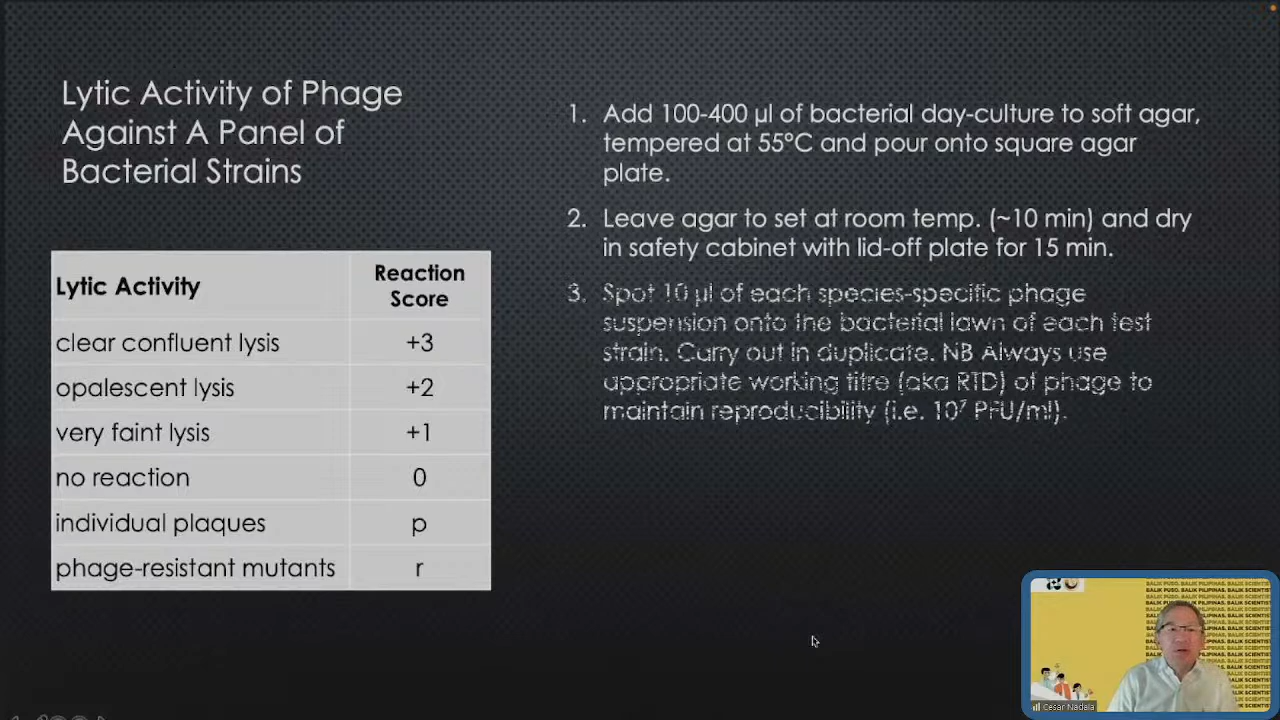 Lytic Activity of Phage
Against A Panel of
Bacterial Strains
Lytic Activity Reaction Score
clear confluent lysis +3
opalescent lysis +2
very faint lysis +1
no reaction 0
individual plaques p
phage-resistant mutants r
1. Add 100-400 µl of bacterial day-culture to soft agar,
tempered at 55°C and pour onto square agar
plate.
2. Leave agar to set at room temp. (~10 min) and dry
in safety cabinet with lid-off plate for 15 min.
3. Spot 10 µl of each species-specific phage
suspension onto the bacterial lawn of each test
strain. Carry out in duplicate. NB Always use
appropriate working titre (aka RTD) of phage to
maintain reproducibility (i.e. 10⁷ PFU/ml).
BALIK PUSO. BALIK PILIPINAS. BALIK SCIENTIST
Cesar Nadala